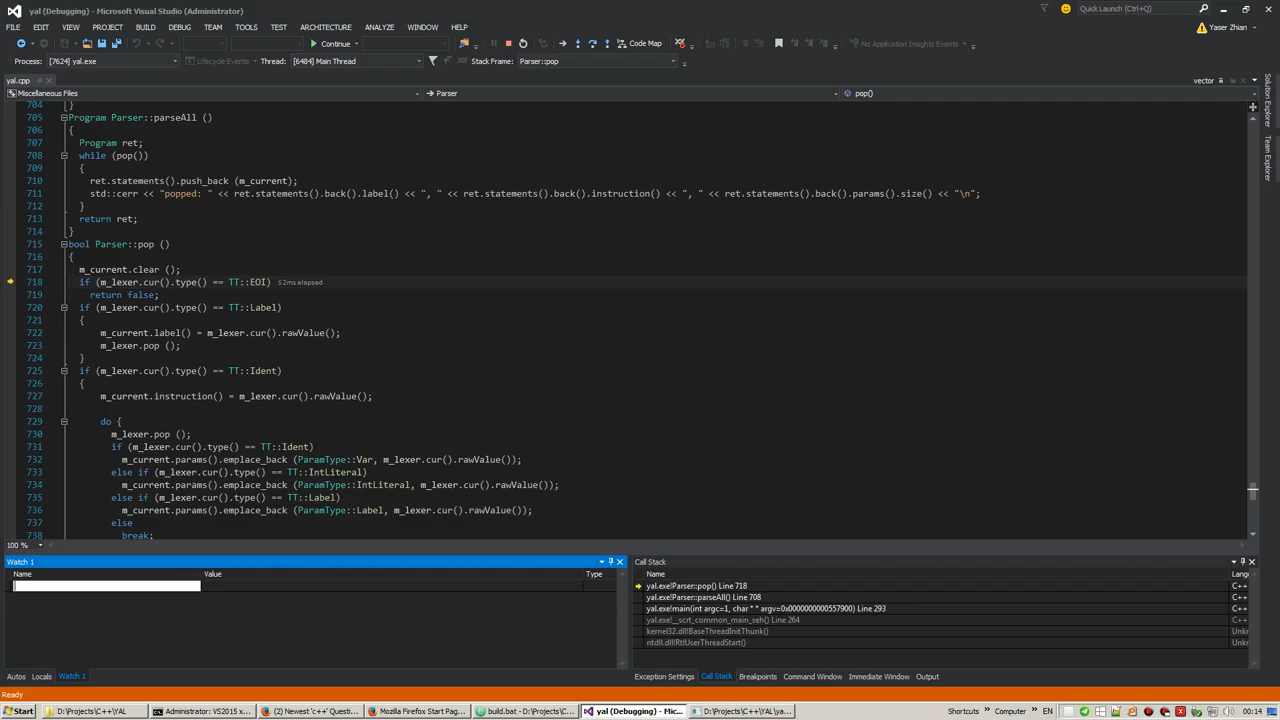 yal (Debugging) - Microsoft Visual Studio (Administrator)
Quick Launch (Ctrl+Q)
FILE EDIT VIEW PROJECT BUILD DEBUG TEAM TEST ARCHITECTURE ANALYZE WINDOW HELP
Yaser Zhian
Continue
Code Map
No Application Insights Events
Process: [7624] yal.exe
Lifecycle Events
Thread: [6484] Main Thread
Stack Frame: Parser::pop
yal.cpp
vector
Miscellaneous Files
Parser
pop()
Solution Explorer
Team Explorer
704 }
705 Program Parser::parseAll ()
706 {
707 Program ret;
708 while (pop())
709 {
710 ret.statements().push_back (m_current);
711 std::cerr << "popped: " << ret.statements().back().label() << ", " << ret.statements().back().instruction() << ", " << ret.statements().back().params().size() << "\n";
712 }
713 return ret;
714 }
715 bool Parser::pop ()
716 {
717 m_current.clear ();
718 if (m_lexer.cur().type() == TT::EOI) ≤2ms elapsed
719 return false;
720 if (m_lexer.cur().type() == TT::Label)
721 {
722 m_current.label() = m_lexer.cur().rawValue();
723 m_lexer.pop ();
724 }
725 if (m_lexer.cur().type() == TT::Ident)
726 {
727 m_current.instruction() = m_lexer.cur().rawValue();
728
729 do {
730 m_lexer.pop ();
731 if (m_lexer.cur().type() == TT::Ident)
732 m_current.params().emplace_back (ParamType::Var, m_lexer.cur().rawValue());
733 else if (m_lexer.cur().type() == TT::IntLiteral)
734 m_current.params().emplace_back (ParamType::IntLiteral, m_lexer.cur().rawValue());
735 else if (m_lexer.cur().type() == TT::Label)
736 m_current.params().emplace_back (ParamType::Label, m_lexer.cur().rawValue());
737 else
738 break;
100 %
Watch 1
Name Value Type
Autos Locals Watch 1
Call Stack
Name Langu
yal.exe!Parser::pop() Line 718 C++
yal.exe!Parser::parseAll() Line 708 C++
yal.exe!main(int argc=1, char * * argv=0x0000000000557900) Line 293 C++
yal.exe!__scrt_common_main_seh() Line 264 C++
kernel32.dll!BaseThreadInitThunk() Unkn
ntdll.dll!RtlUserThreadStart() Unkn
Exception Settings Call Stack Breakpoints Command Window Immediate Window Output
Ready
Start
D:\Projects\C++\YAL
Administrator: VS2015 x...
(2) Newest 'c++' Questi...
Mozilla Firefox Start Pag...
build.bat - D:\Projects\C...
yal (Debugging) - Mic...
D:\Projects\C++\YAL\ya...
Shortcuts » Computer » EN
00:14